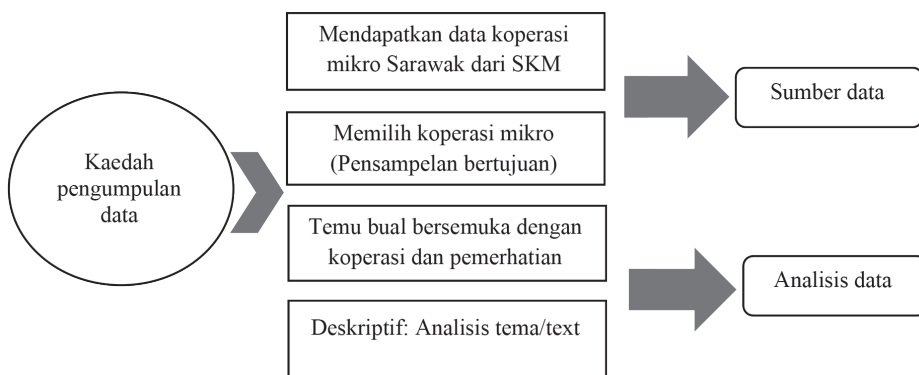 Kaedah
pengumpulan
data
Mendapatkan data koperasi
mikro Sarawak dari SKM
Memilih koperasi mikro
(Pensampelan bertujuan)
Temu bual bersemuka dengan
koperasi dan pemerhatian
Deskriptif: Analisis tema/text
Sumber data
Analisis data